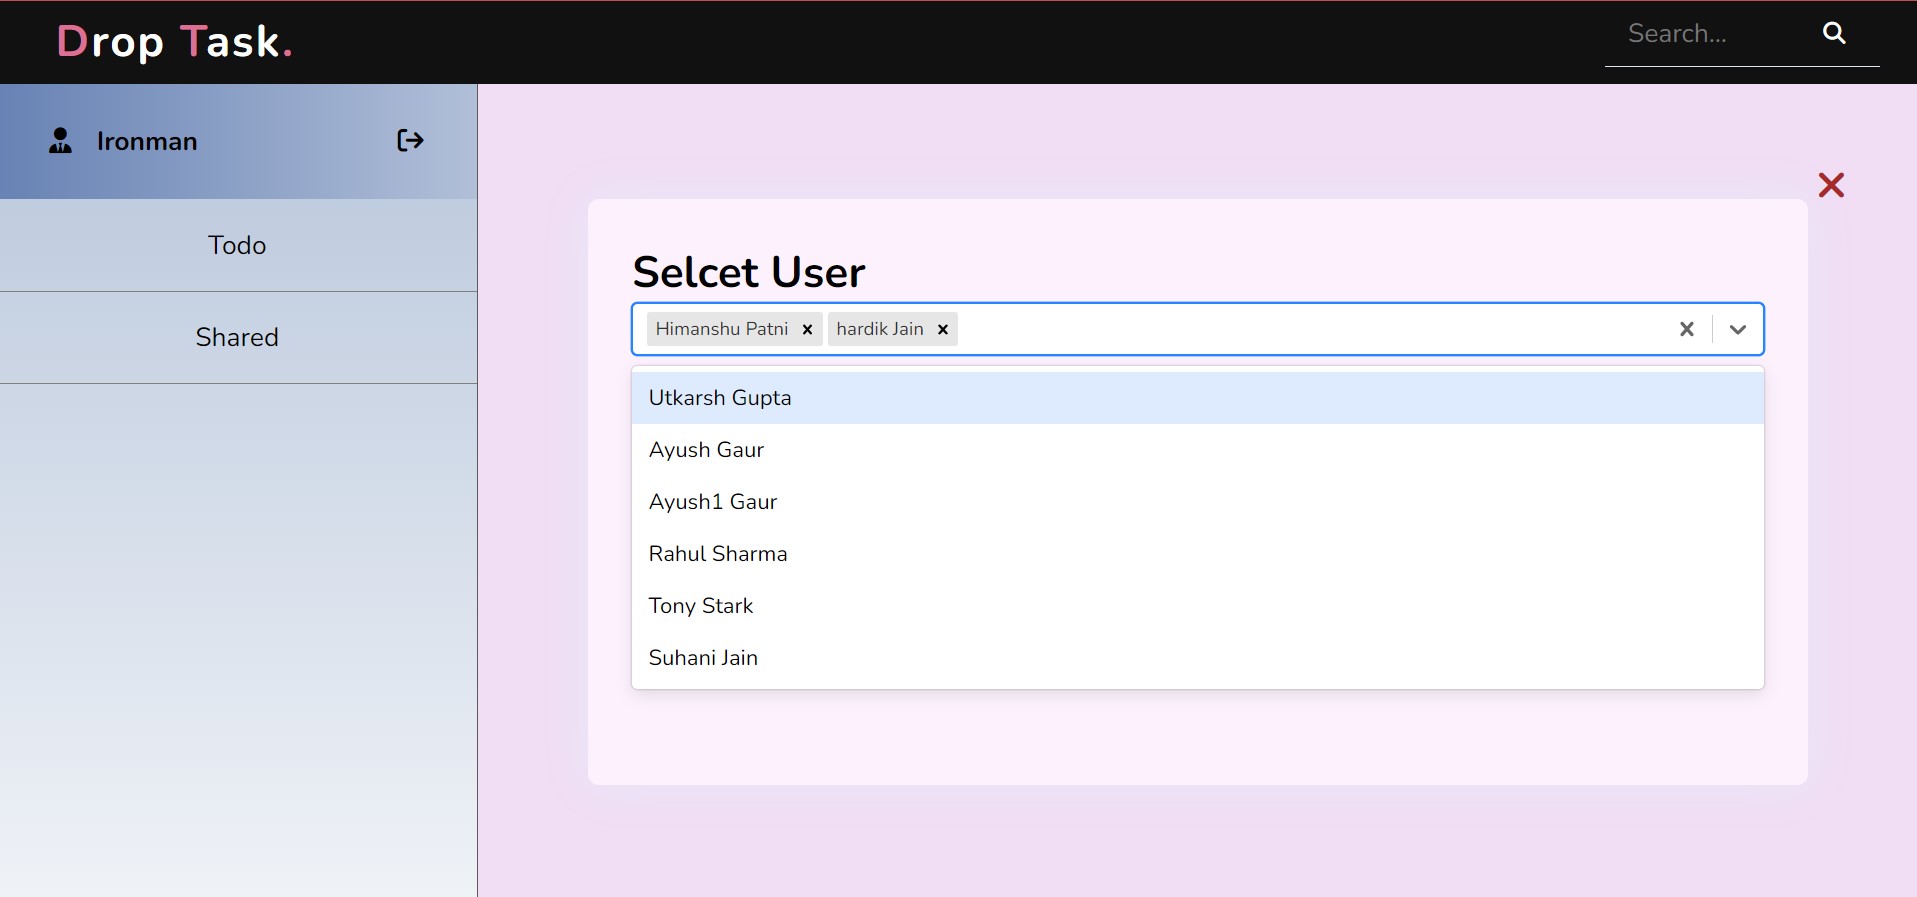 Drop Task.
Search...
Ironman
Todo
Shared
Selcet User
Himanshu Patni hardik Jain
Utkarsh Gupta
Ayush Gaur
Ayush1 Gaur
Rahul Sharma
Tony Stark
Suhani Jain